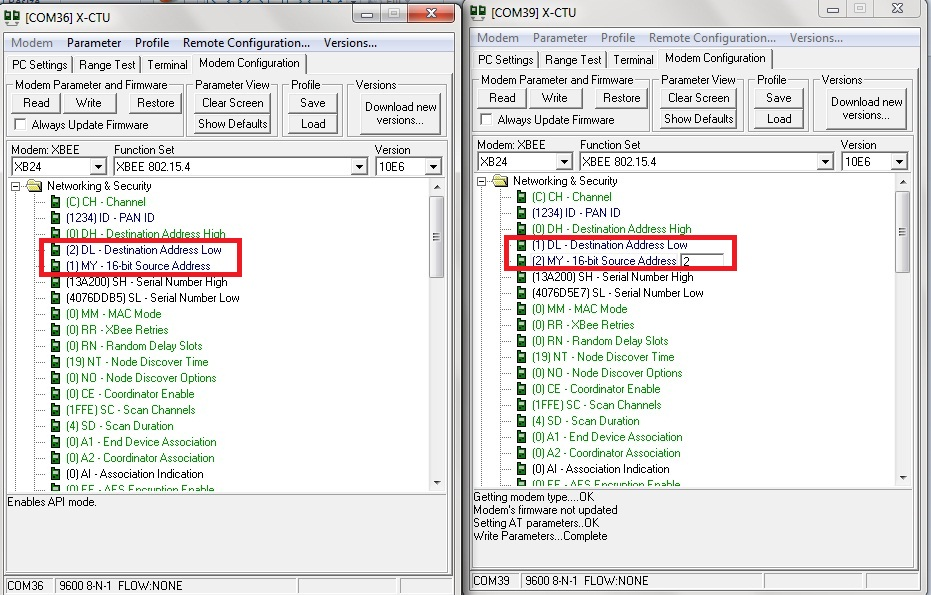 [COM36] X-CTU
Modem Parameter Profile Remote Configuration... Versions...
PC Settings Range Test Terminal Modem Configuration
Modem Parameter and Firmware Parameter View Profile Versions
Read Write Restore Clear Screen Save Download new
versions...
Always Update Firmware Show Defaults Load
Modem: XBEE Function Set Version
XB24 XBEE 802.15.4 10E6
Networking & Security
(C) CH - Channel
(1234) ID - PAN ID
(0) DH - Destination Address High
(2) DL - Destination Address Low
(1) MY - 16-bit Source Address
(13A200) SH - Serial Number High
(4076DDB5) SL - Serial Number Low
(0) MM - MAC Mode
(0) RR - XBee Retries
(0) RN - Random Delay Slots
(19) NT - Node Discover Time
(0) NO - Node Discover Options
(0) CE - Coordinator Enable
(1FFE) SC - Scan Channels
(4) SD - Scan Duration
(0) A1 - End Device Association
(0) A2 - Coordinator Association
(0) AI - Association Indication
(0) EE - AES Encryption Enable
Enables API mode.
COM36 9600 8-N-1 FLOW:NONE
[COM39] X-CTU
Modem Parameter Profile Remote Configuration... Versions...
PC Settings Range Test Terminal Modem Configuration
Modem Parameter and Firmware Parameter View Profile Versions
Read Write Restore Clear Screen Save Download new
versions...
Always Update Firmware Show Defaults Load
Modem: XBEE Function Set Version
XB24 XBEE 802.15.4 10E6
Networking & Security
(C) CH - Channel
(1234) ID - PAN ID
(0) DH - Destination Address High
(1) DL - Destination Address Low
(2) MY - 16-bit Source Address 2
(13A200) SH - Serial Number High
(4076D5E7) SL - Serial Number Low
(0) MM - MAC Mode
(0) RR - XBee Retries
(0) RN - Random Delay Slots
(19) NT - Node Discover Time
(0) NO - Node Discover Options
(0) CE - Coordinator Enable
(1FFE) SC - Scan Channels
(4) SD - Scan Duration
(0) A1 - End Device Association
(0) A2 - Coordinator Association
(0) AI - Association Indication
(0) EE - AES Encryption Enable
Getting modem type....OK
Modem's firmware not updated
Setting AT parameters..OK
Write Parameters...Complete
COM39 9600 8-N-1 FLOW:NONE